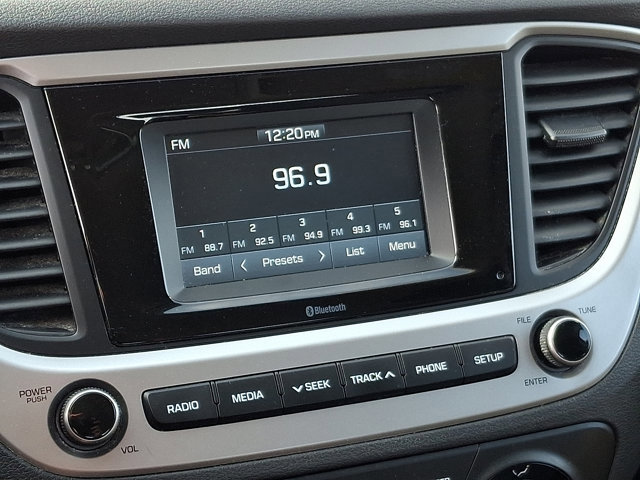 FM 12:20PM
96.9
1 2 3 4 5
FM 88.7 FM 92.5 FM 94.9 FM 99.3 FM 96.1
Band < Presets > List Menu
Bluetooth
FILE TUNE
POWER
PUSH
RADIO MEDIA SEEK TRACK PHONE SETUP
ENTER
VOL